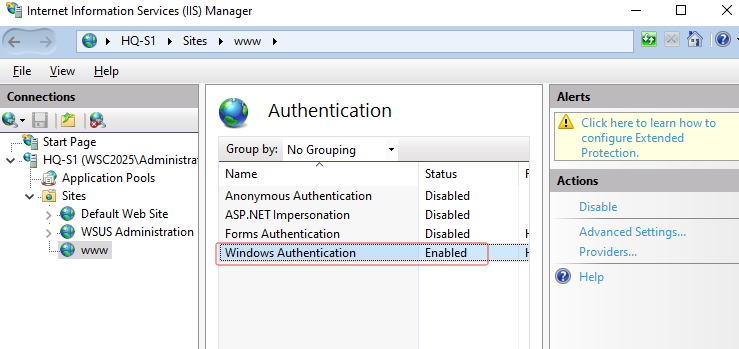 Internet Information Services (IIS) Manager
HQ-S1 Sites www
File View Help
Connections
Start Page
HQ-S1 (WSC2025\Administra
Application Pools
Sites
Default Web Site
WSUS Administration
www
Authentication
Group by: No Grouping
Name Status
Anonymous Authentication Disabled
ASP.NET Impersonation Disabled
Forms Authentication Disabled
Windows Authentication Enabled
Alerts
Click here to learn how to
configure Extended
Protection.
Actions
Disable
Advanced Settings...
Providers...
Help